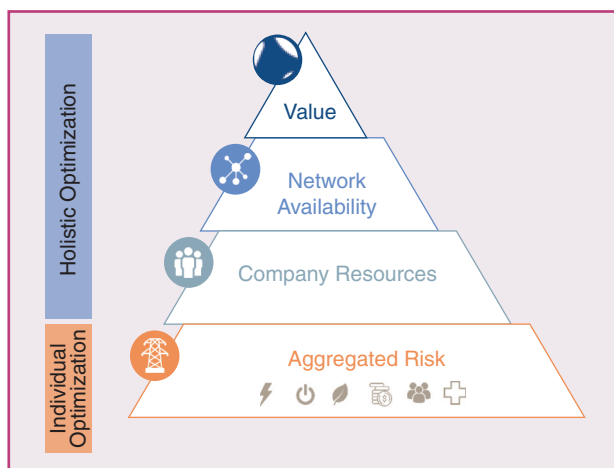 Holistic Optimization
Individual
Optimization
Value
Network
Availability
Company Resources
Aggregated Risk
$